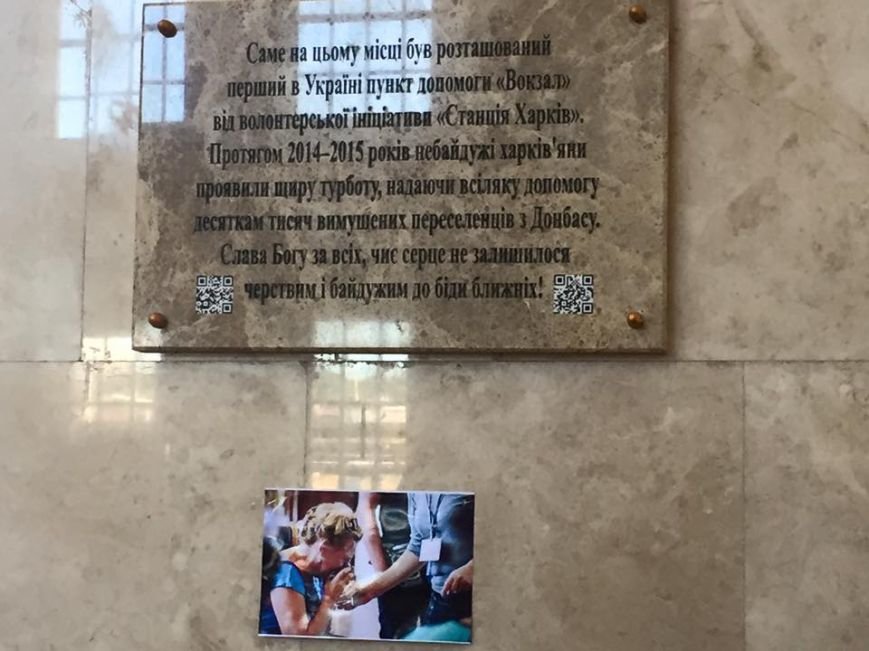 Саме на цьому місці був розташований
перший в Україні пункт допомоги «Вокзал»
від волонтерської ініціативи «Станція Харків».
Протягом 2014–2015 років небайдужі харків'яни
проявили щиру турботу, надаючи всіляку допомогу
десяткам тисяч вимушених переселенців з Донбасу.
Слава Богу за всіх, чиє серце не залишилося
черствим і байдужим до біди ближніх!